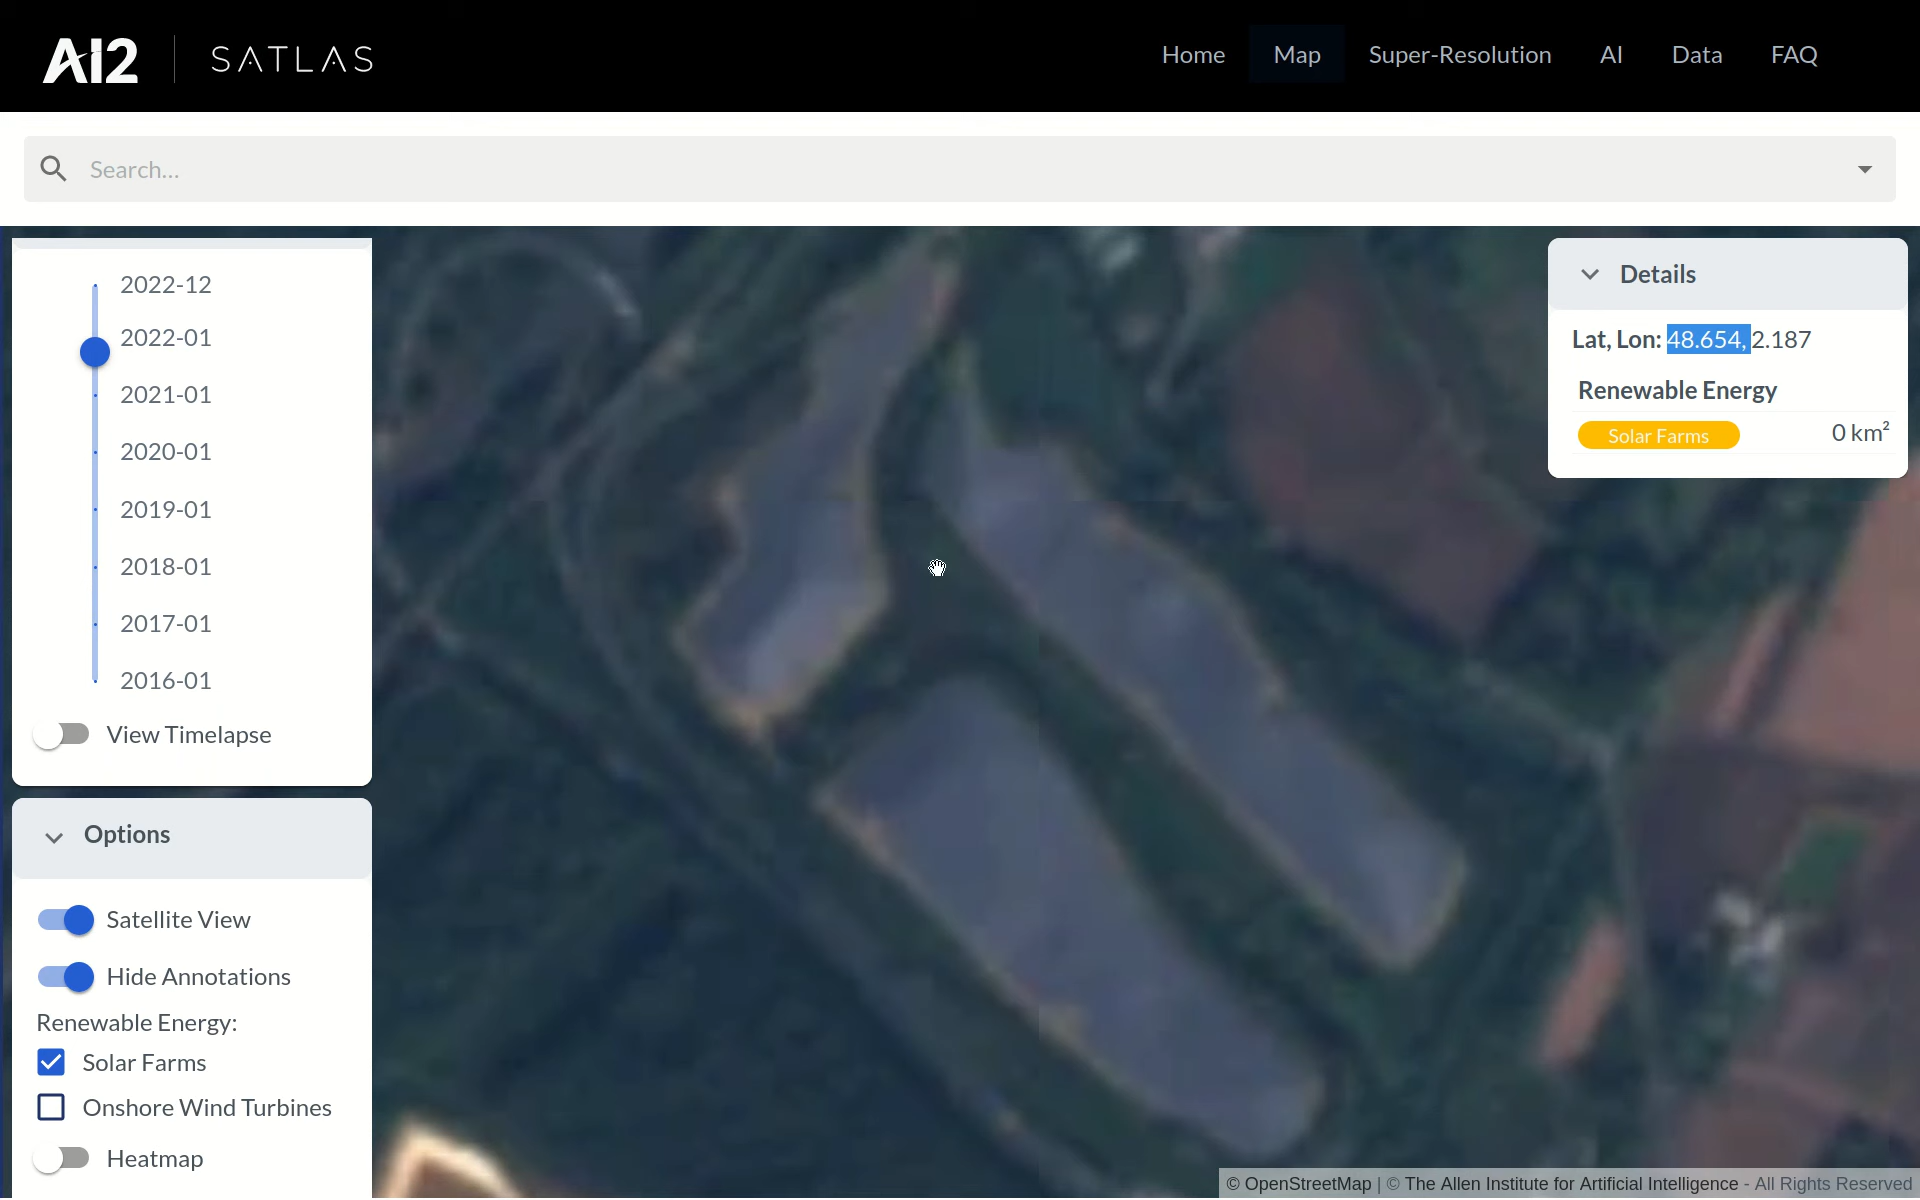 AI2 SATLAS
Home Map Super-Resolution AI Data FAQ
Search...
2022-12
2022-01
2021-01
2020-01
2019-01
2018-01
2017-01
2016-01
View Timelapse
Options
Satellite View
Hide Annotations
Renewable Energy:
Solar Farms
Onshore Wind Turbines
Heatmap
Details
Lat, Lon: 48.654, 2.187
Renewable Energy
Solar Farms 0 km²
© OpenStreetMap | © The Allen Institute for Artificial Intelligence - All Rights Reserved